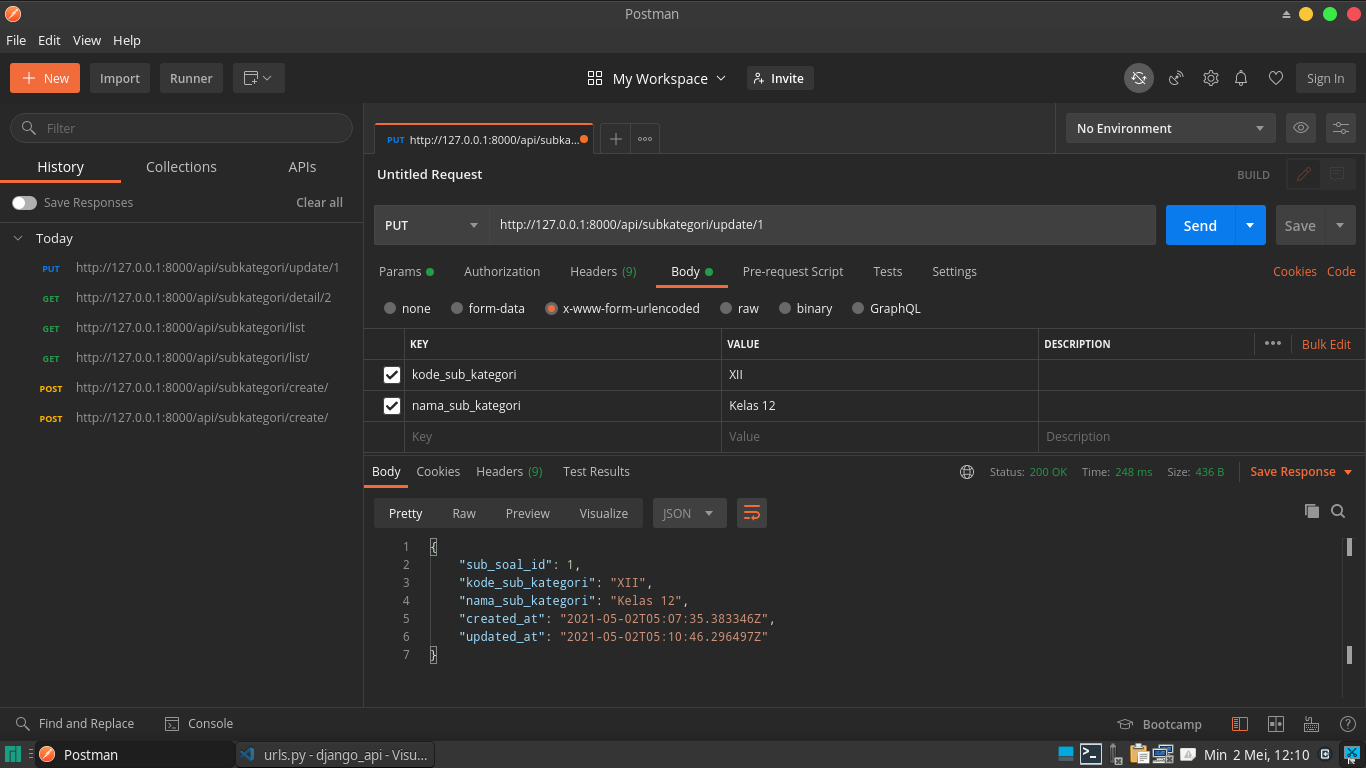 Postman
File Edit View Help
New Import Runner My Workspace Invite Sign In
Filter
History Collections APIs
Save Responses Clear all
Today
PUT http://127.0.0.1:8000/api/subkategori/update/1
GET http://127.0.0.1:8000/api/subkategori/detail/2
GET http://127.0.0.1:8000/api/subkategori/list
GET http://127.0.0.1:8000/api/subkategori/list/
POST http://127.0.0.1:8000/api/subkategori/create/
POST http://127.0.0.1:8000/api/subkategori/create/
PUT http://127.0.0.1:8000/api/subka...
No Environment
Untitled Request BUILD
PUT http://127.0.0.1:8000/api/subkategori/update/1 Send Save
Params Authorization Headers (9) Body Pre-request Script Tests Settings Cookies Code
none form-data x-www-form-urlencoded raw binary GraphQL
KEY VALUE DESCRIPTION ••• Bulk Edit
kode_sub_kategori XII
nama_sub_kategori Kelas 12
Key Value Description
Body Cookies Headers (9) Test Results Status: 200 OK Time: 248 ms Size: 436 B Save Response
Pretty Raw Preview Visualize JSON
1 {
2 "sub_soal_id": 1,
3 "kode_sub_kategori": "XII",
4 "nama_sub_kategori": "Kelas 12",
5 "created_at": "2021-05-02T05:07:35.383346Z",
6 "updated_at": "2021-05-02T05:10:46.296497Z"
7 }
Find and Replace Console Bootcamp
Postman urls.py - django_api - Visu... Min 2 Mei, 12:10